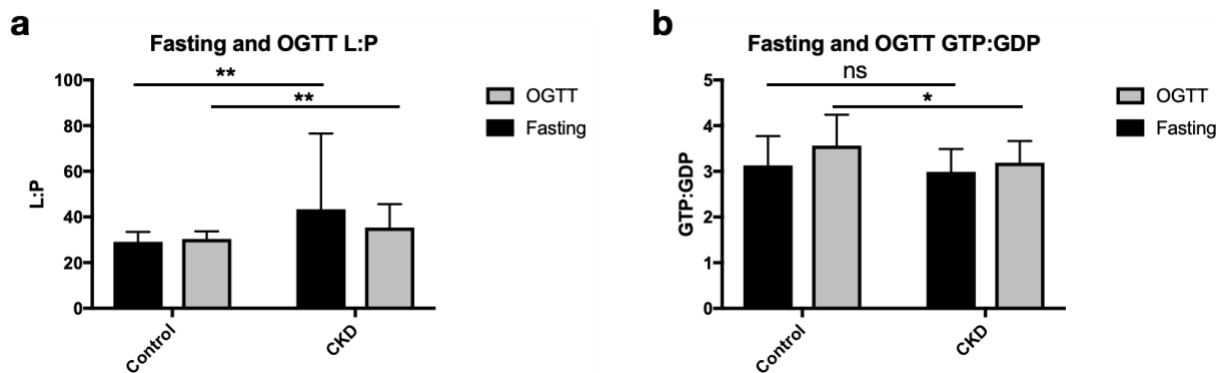 a
Fasting and OGTT L:P
**
**
100
80
60
40
20
0
L:P
Control
CKD
OGTT
Fasting
b
Fasting and OGTT GTP:GDP
ns
*
5
4
3
2
1
0
GTP:GDP
Control
CKD
OGTT
Fasting